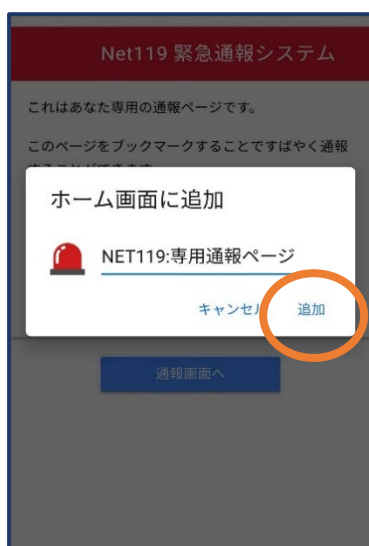 Net119 緊急通報システム
これはあなた専用の通報ページです。
このページをブックマークすることですばやく通報
ホーム画面に追加
NET119:専用通報ページ
キャンセル
追加
通報画面へ